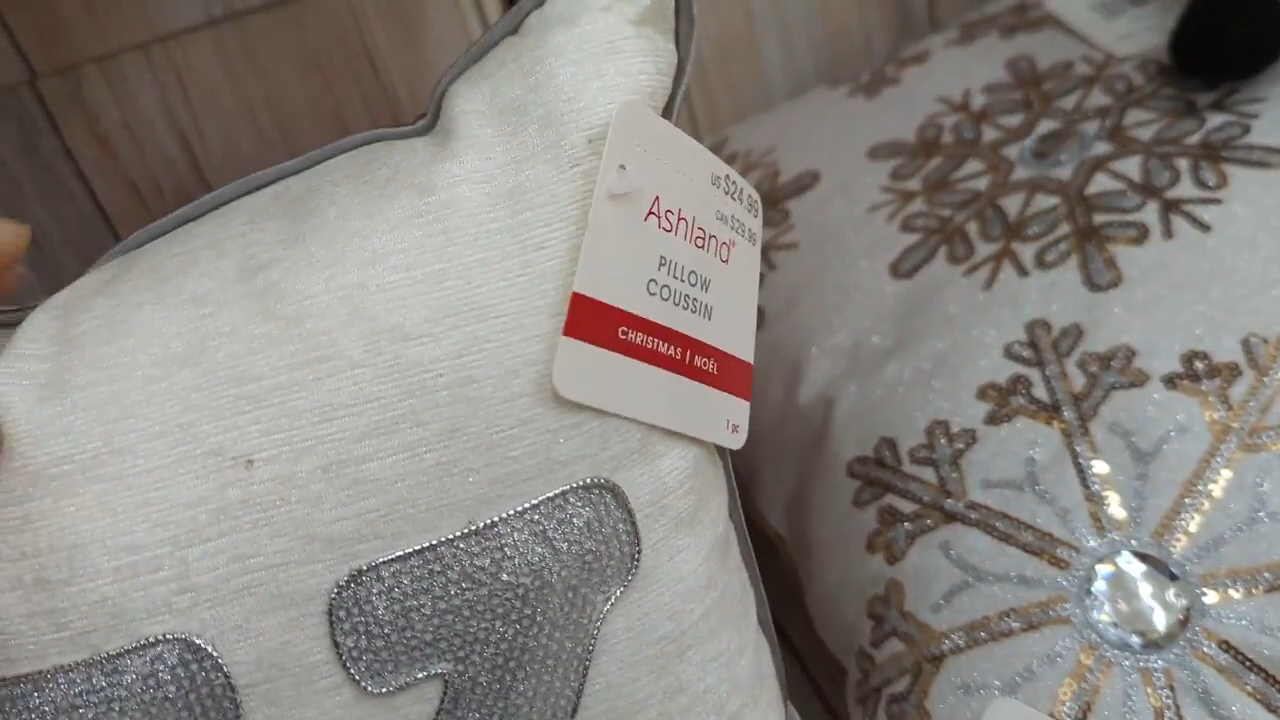 US $24.99
CAN $29.99
Ashland®
PILLOW
COUSSIN
CHRISTMAS | NOËL
1 pc